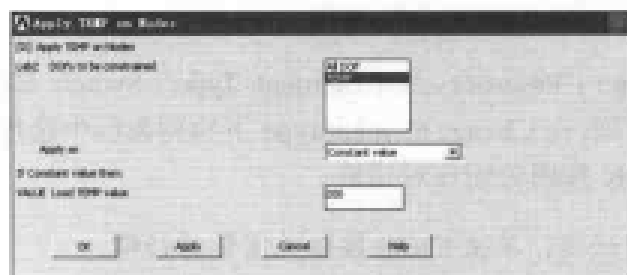 Apply TEMP on Nodes
[D] Apply TEMP on Nodes
Lab2 DOFs to be constrained
All DOF
TEMP
Apply as
Constant value
If Constant value then:
VALUE Load TEMP value
OK
Apply
Cancel
Help